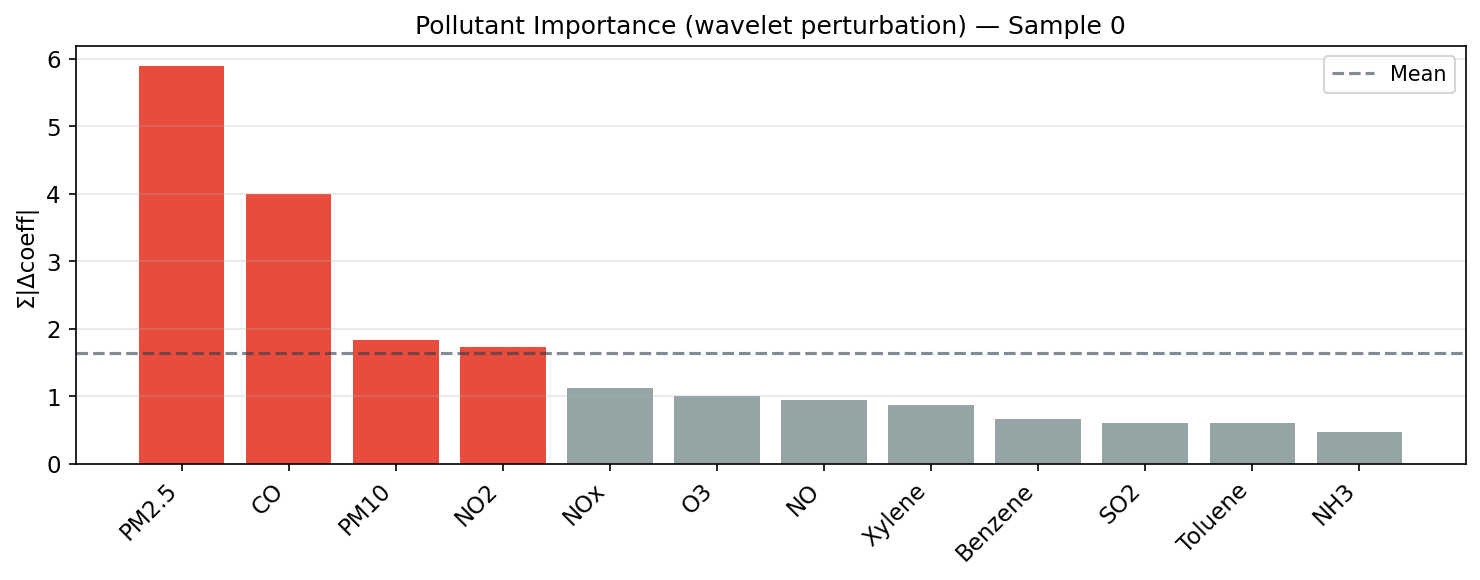 Pollutant Importance (wavelet perturbation) — Sample 0
Mean
Σ|Δcoeff|
6
5
4
3
2
1
0
PM2.5
CO
PM10
NO2
NOx
O3
NO
Xylene
Benzene
SO2
Toluene
NH3